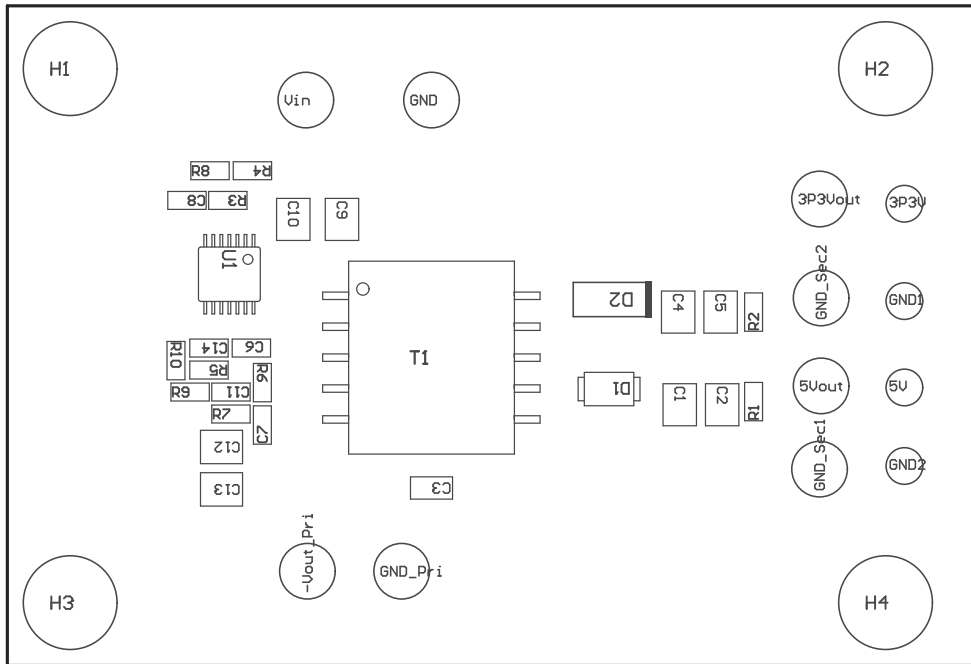 H1
H2
Vin
GND
R8
R4
C8
R3
C10
C9
3P3Vout
3P3V
U1
GND_Sec2
D2
C4
C5
R2
GND1
R10
C14
C6
T1
R5
R6
R9
C11
D1
C1
C2
R1
5Vout
5V
R7
C7
C12
GND_Sec1
GND2
C13
C3
-Vout_Pri
GND_Pri
H3
H4